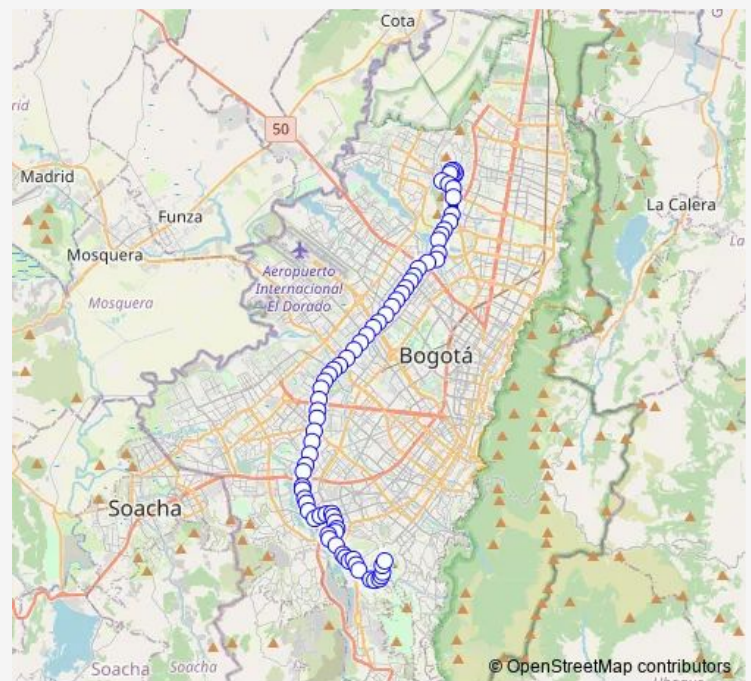 Cota
50
Madrid
Funza
La Calera
Mosquera
Aeropuerto
Internacional
El Dorado
Mosquera
Bogotá
Soacha
Soacha
Soacha
© OpenStreetMap contributors